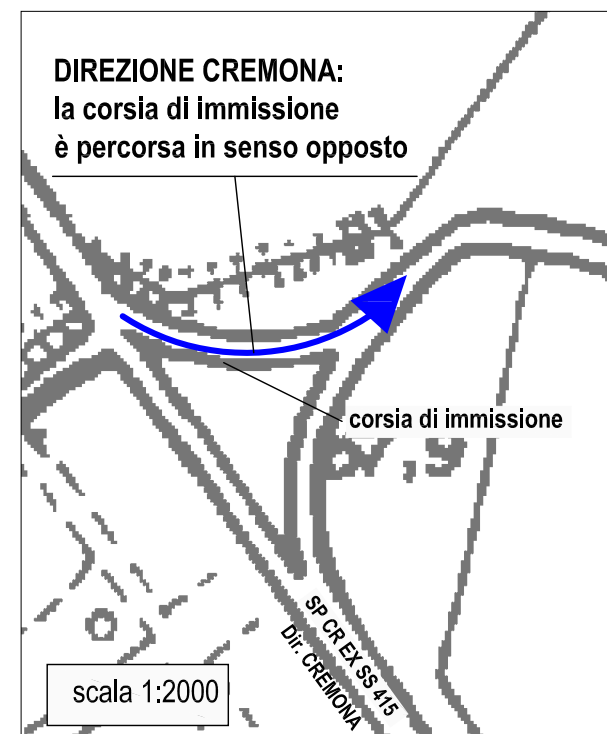 DIREZIONE CREMONA:
la corsia di immissione
è percorsa in senso opposto
corsia di immissione
SP CR EX SS 415
Dir. CREMONA
scala 1:2000